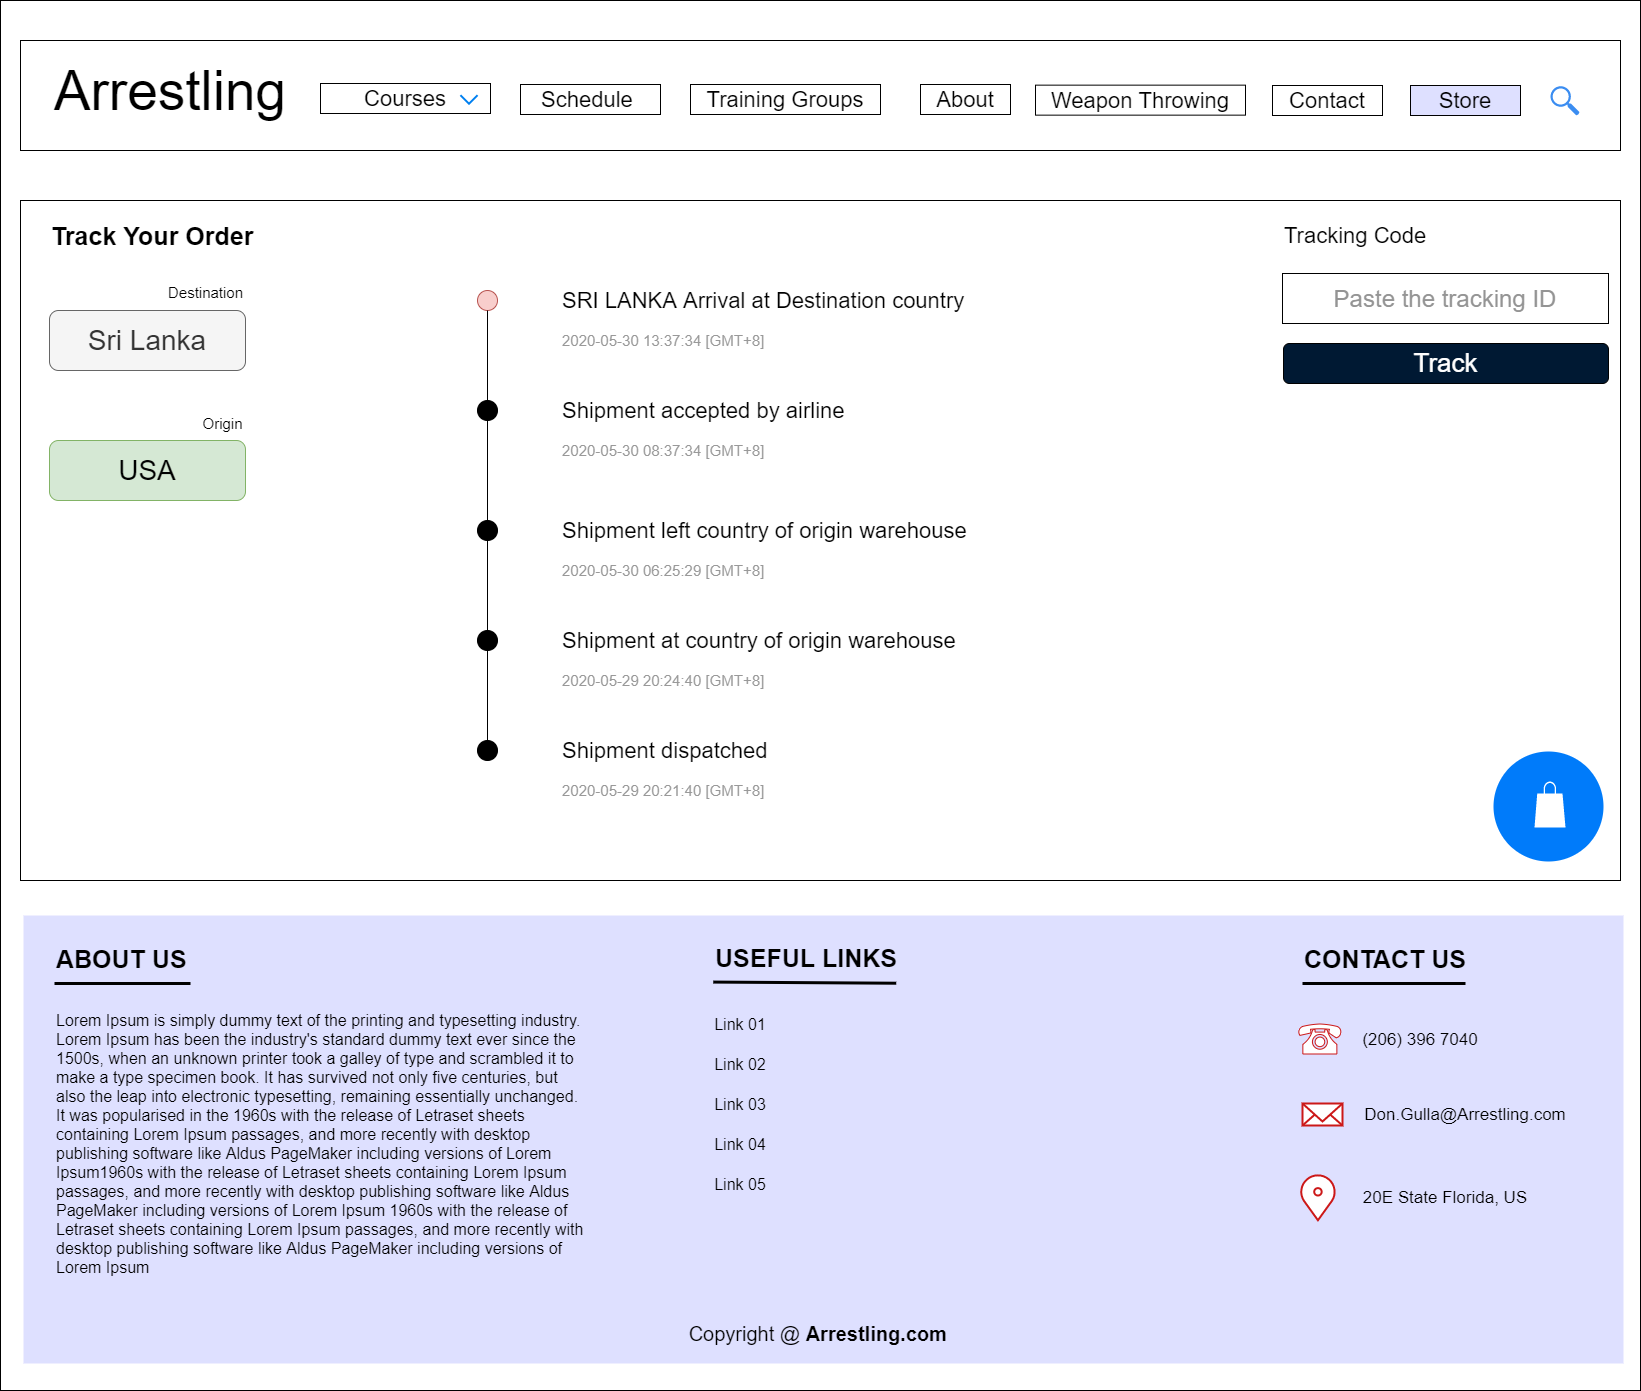 Arrestling
Courses
Schedule
Training Groups
About
Weapon Throwing
Contact
Store
Track Your Order
Destination
Sri Lanka
Origin
USA
SRI LANKA Arrival at Destination country
2020-05-30 13:37:34 [GMT+8]
Shipment accepted by airline
2020-05-30 08:37:34 [GMT+8]
Shipment left country of origin warehouse
2020-05-30 06:25:29 [GMT+8]
Shipment at country of origin warehouse
2020-05-29 20:24:40 [GMT+8]
Shipment dispatched
2020-05-29 20:21:40 [GMT+8]
Tracking Code
Paste the tracking ID
Track
ABOUT US
Lorem Ipsum is simply dummy text of the printing and typesetting industry.
Lorem Ipsum has been the industry's standard dummy text ever since the
1500s, when an unknown printer took a galley of type and scrambled it to
make a type specimen book. It has survived not only five centuries, but
also the leap into electronic typesetting, remaining essentially unchanged.
It was popularised in the 1960s with the release of Letraset sheets
containing Lorem Ipsum passages, and more recently with desktop
publishing software like Aldus PageMaker including versions of Lorem
Ipsum1960s with the release of Letraset sheets containing Lorem Ipsum
passages, and more recently with desktop publishing software like Aldus
PageMaker including versions of Lorem Ipsum 1960s with the release of
Letraset sheets containing Lorem Ipsum passages, and more recently with
desktop publishing software like Aldus PageMaker including versions of
Lorem Ipsum
USEFUL LINKS
Link 01
Link 02
Link 03
Link 04
Link 05
CONTACT US
(206) 396 7040
Don.Gulla@Arrestling.com
20E State Florida, US
Copyright @ Arrestling.com